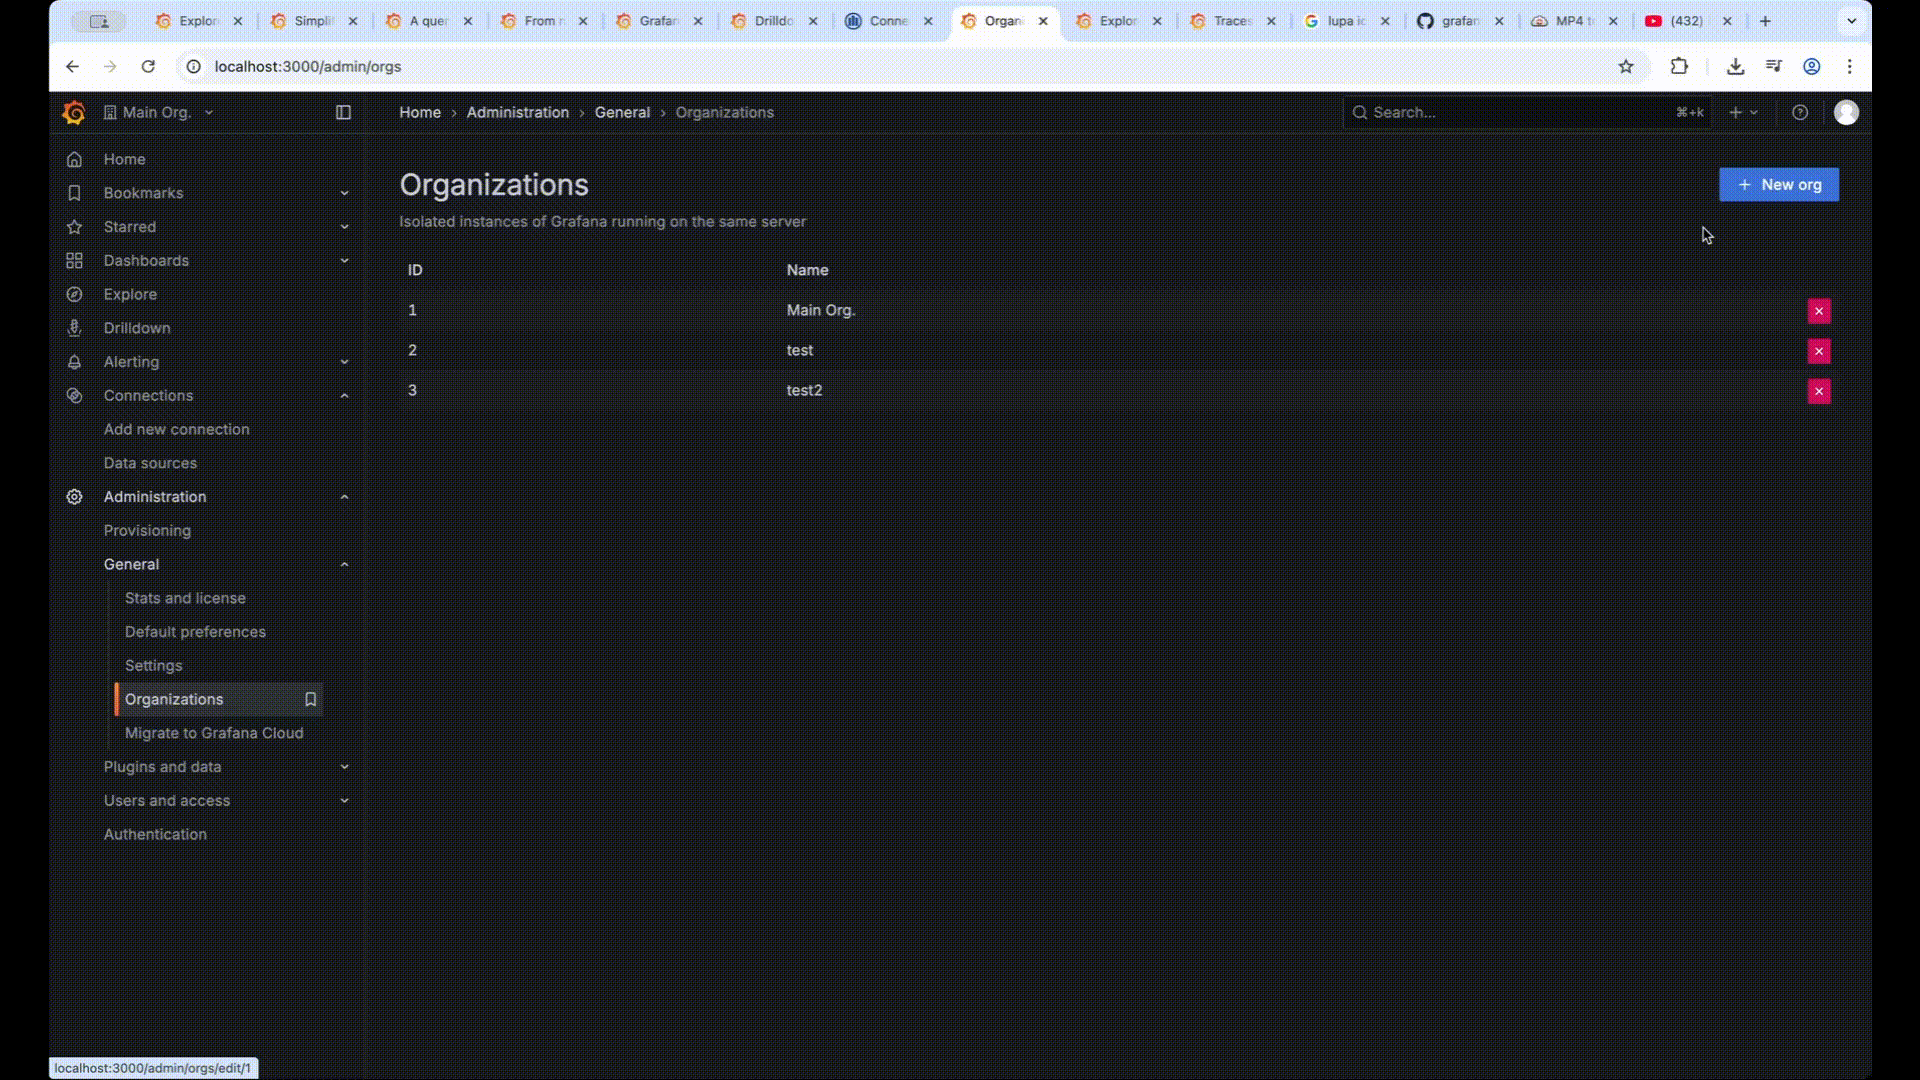 Explor
Simplif
A quer
From r
Grafan
Drilldo
Conne
Organi
Explor
Traces
lupa ic
grafan
MP4 t
(432)
localhost:3000/admin/orgs
Main Org.
Home › Administration › General › Organizations
Search...
⌘+k
Home
Bookmarks
Starred
Dashboards
Explore
Drilldown
Alerting
Connections
Add new connection
Data sources
Administration
Provisioning
General
Stats and license
Default preferences
Settings
Organizations
Migrate to Grafana Cloud
Plugins and data
Users and access
Authentication
Organizations
+ New org
Isolated instances of Grafana running on the same server
ID Name
1 Main Org.
2 test
3 test2
localhost:3000/admin/orgs/edit/1